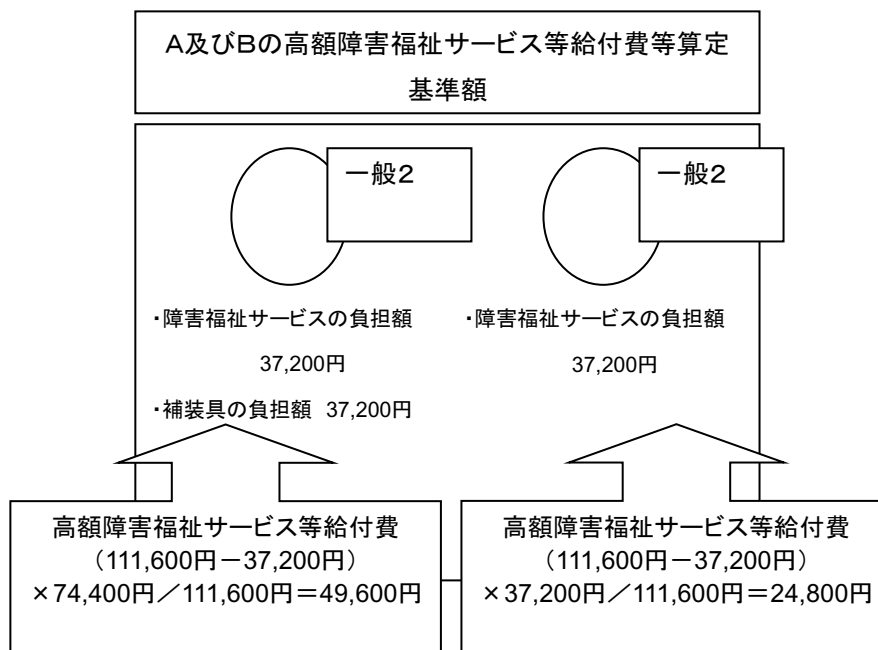 A及びBの高額障害福祉サービス等給付費等算定
基準額
一般2
一般2
・障害福祉サービスの負担額
37,200円
・補装具の負担額 37,200円
・障害福祉サービスの負担額
37,200円
高額障害福祉サービス等給付費
（111,600円－37,200円）
×74,400円／111,600円＝49,600円
高額障害福祉サービス等給付費
（111,600円－37,200円）
×37,200円／111,600円＝24,800円